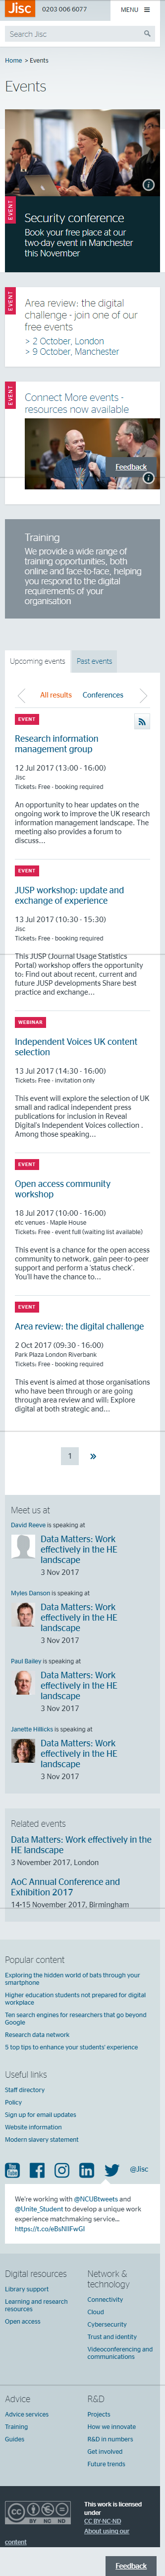 Jisc 0203 006 6077 MENU
Search Jisc
Home > Events
Events
EVENT
Security conference
Book your free place at our
two-day event in Manchester
this November
EVENT
Area review: the digital
challenge - join one of our
free events
> 2 October, London
> 9 October, Manchester
EVENT
Connect More events -
resources now available
Feedback
Training
We provide a wide range of
training opportunities, both
online and face-to-face, helping
you respond to the digital
requirements of your
organisation
Upcoming events Past events
All results Conferences
EVENT
Research information
management group
12 Jul 2017 (13:00 - 16:00)
Jisc
Tickets: Free - booking required
An opportunity to hear updates on the
ongoing work to improve the UK research
information management landscape. The
meeting also provides a forum to
discuss…
EVENT
JUSP workshop: update and
exchange of experience
13 Jul 2017 (10:30 - 15:30)
Jisc
Tickets: Free - booking required
This JUSP (Journal Usage Statistics
Portal) workshop offers the opportunity
to: Find out about recent, current and
future JUSP developments Share best
practice and exchange…
WEBINAR
Independent Voices UK content
selection
13 Jul 2017 (14:30 - 16:00)
Tickets: Free - invitation only
This event will explore the selection of UK
small and radical independent press
publications for inclusion in Reveal
Digital's Independent Voices collection .
Among those speaking…
EVENT
Open access community
workshop
18 Jul 2017 (10:00 - 16:00)
etc venues - Maple House
Tickets: Free - event full (waiting list available)
This event is a chance for the open access
community to network, gain peer
support and perform a 'status check'.
You'll have the chance to…
EVENT
Area review: the digital challenge
2 Oct 2017 (09:30 - 16:00)
Park Plaza London Riverbank
Tickets: Free - booking required
This event is aimed at those organisations
who have been through or are going
through area review and will: Explore
digital at both strategic and…
1 »
Meet us at
David Reeve is speaking at
Data Matters: Work
effectively in the HE
landscape
3 Nov 2017
Myles Danson is speaking at
Data Matters: Work
effectively in the HE
landscape
3 Nov 2017
Paul Bailey is speaking at
Data Matters: Work
effectively in the HE
landscape
3 Nov 2017
Janette Hillicks is speaking at
Data Matters: Work
effectively in the HE
landscape
3 Nov 2017
Related events
Data Matters: Work effectively in the
HE landscape
3 November 2017, London
AoC Annual Conference and
Exhibition 2017
14-15 November 2017, Birmingham
Popular content
Exploring the hidden world of bats through your
smartphone
Higher education students not prepared for digital
workplace
Ten search engines for researchers that go beyond
Google
Research data network
5 top tips to enhance your students' experience
Useful links
Staff directory
Policy
Sign up for email updates
Website information
Modern slavery statement
@Jisc
We're working with @NCUBtweets and
@Unite_Student to develop a unique work
experience matchmaking service…
Digital resources
Library support
Learning and research
resources
Open access
Network &
technology
Connectivity
Cloud
Cybersecurity
Trust and identity
Videoconferencing and
communications
Advice
Advice services
Training
Guides
R&D
Projects
How we innovate
R&D in numbers
Get involved
Future trends
CC BY NC ND
This work is licensed
under
CC BY-NC-ND
About using our
content
Feedback